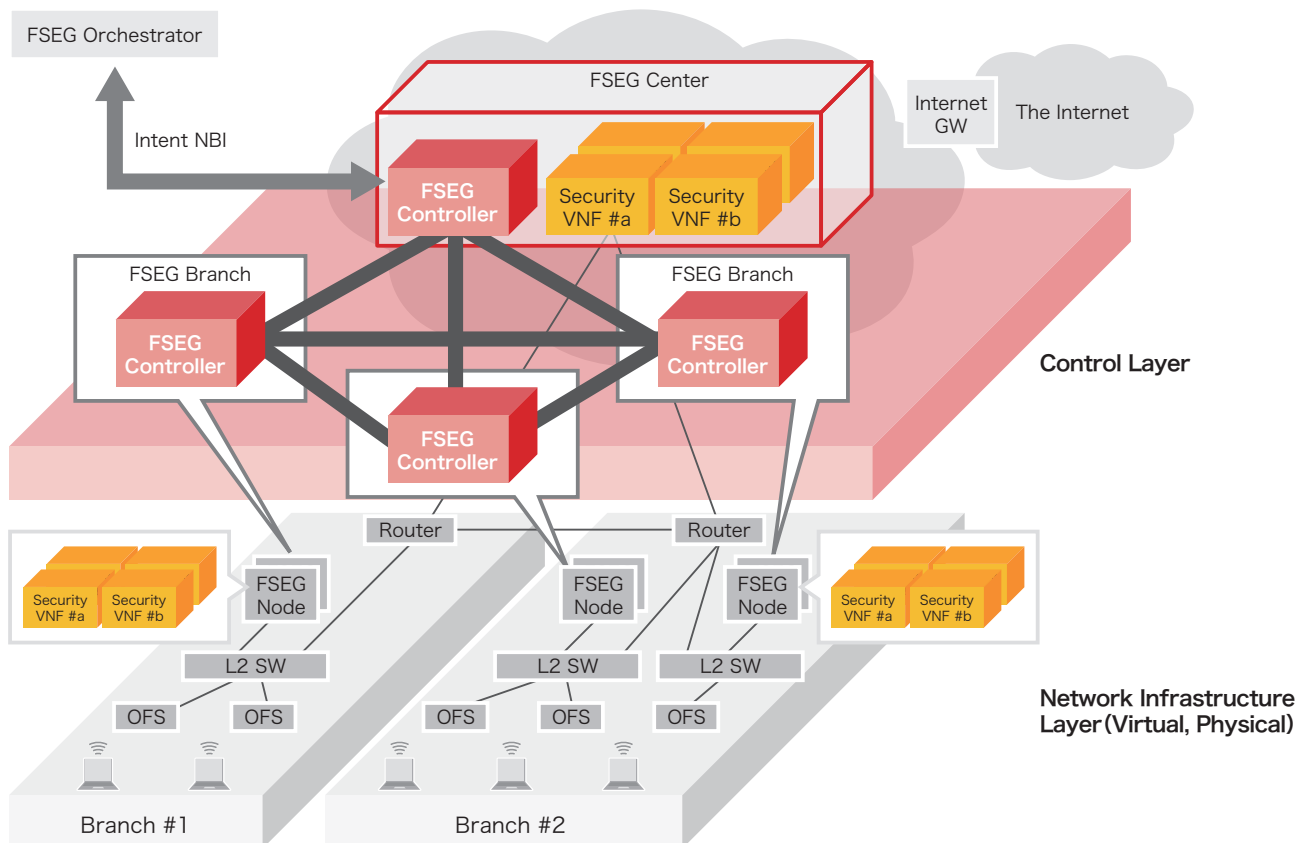 FSEG Orchestrator
Intent NBI
FSEG Center
Internet
GW
The Internet
FSEG
Controller
Security
VNF #a
Security
VNF #b
FSEG Branch
FSEG
Controller
FSEG Branch
FSEG
Controller
FSEG
Controller
Control Layer
Router
Router
Security
VNF #a
Security
VNF #b
FSEG
Node
FSEG
Node
FSEG
Node
Security
VNF #a
Security
VNF #b
L2 SW
L2 SW
L2 SW
OFS
OFS
OFS
OFS
OFS
Network Infrastructure
Layer(Virtual, Physical)
Branch #1
Branch #2